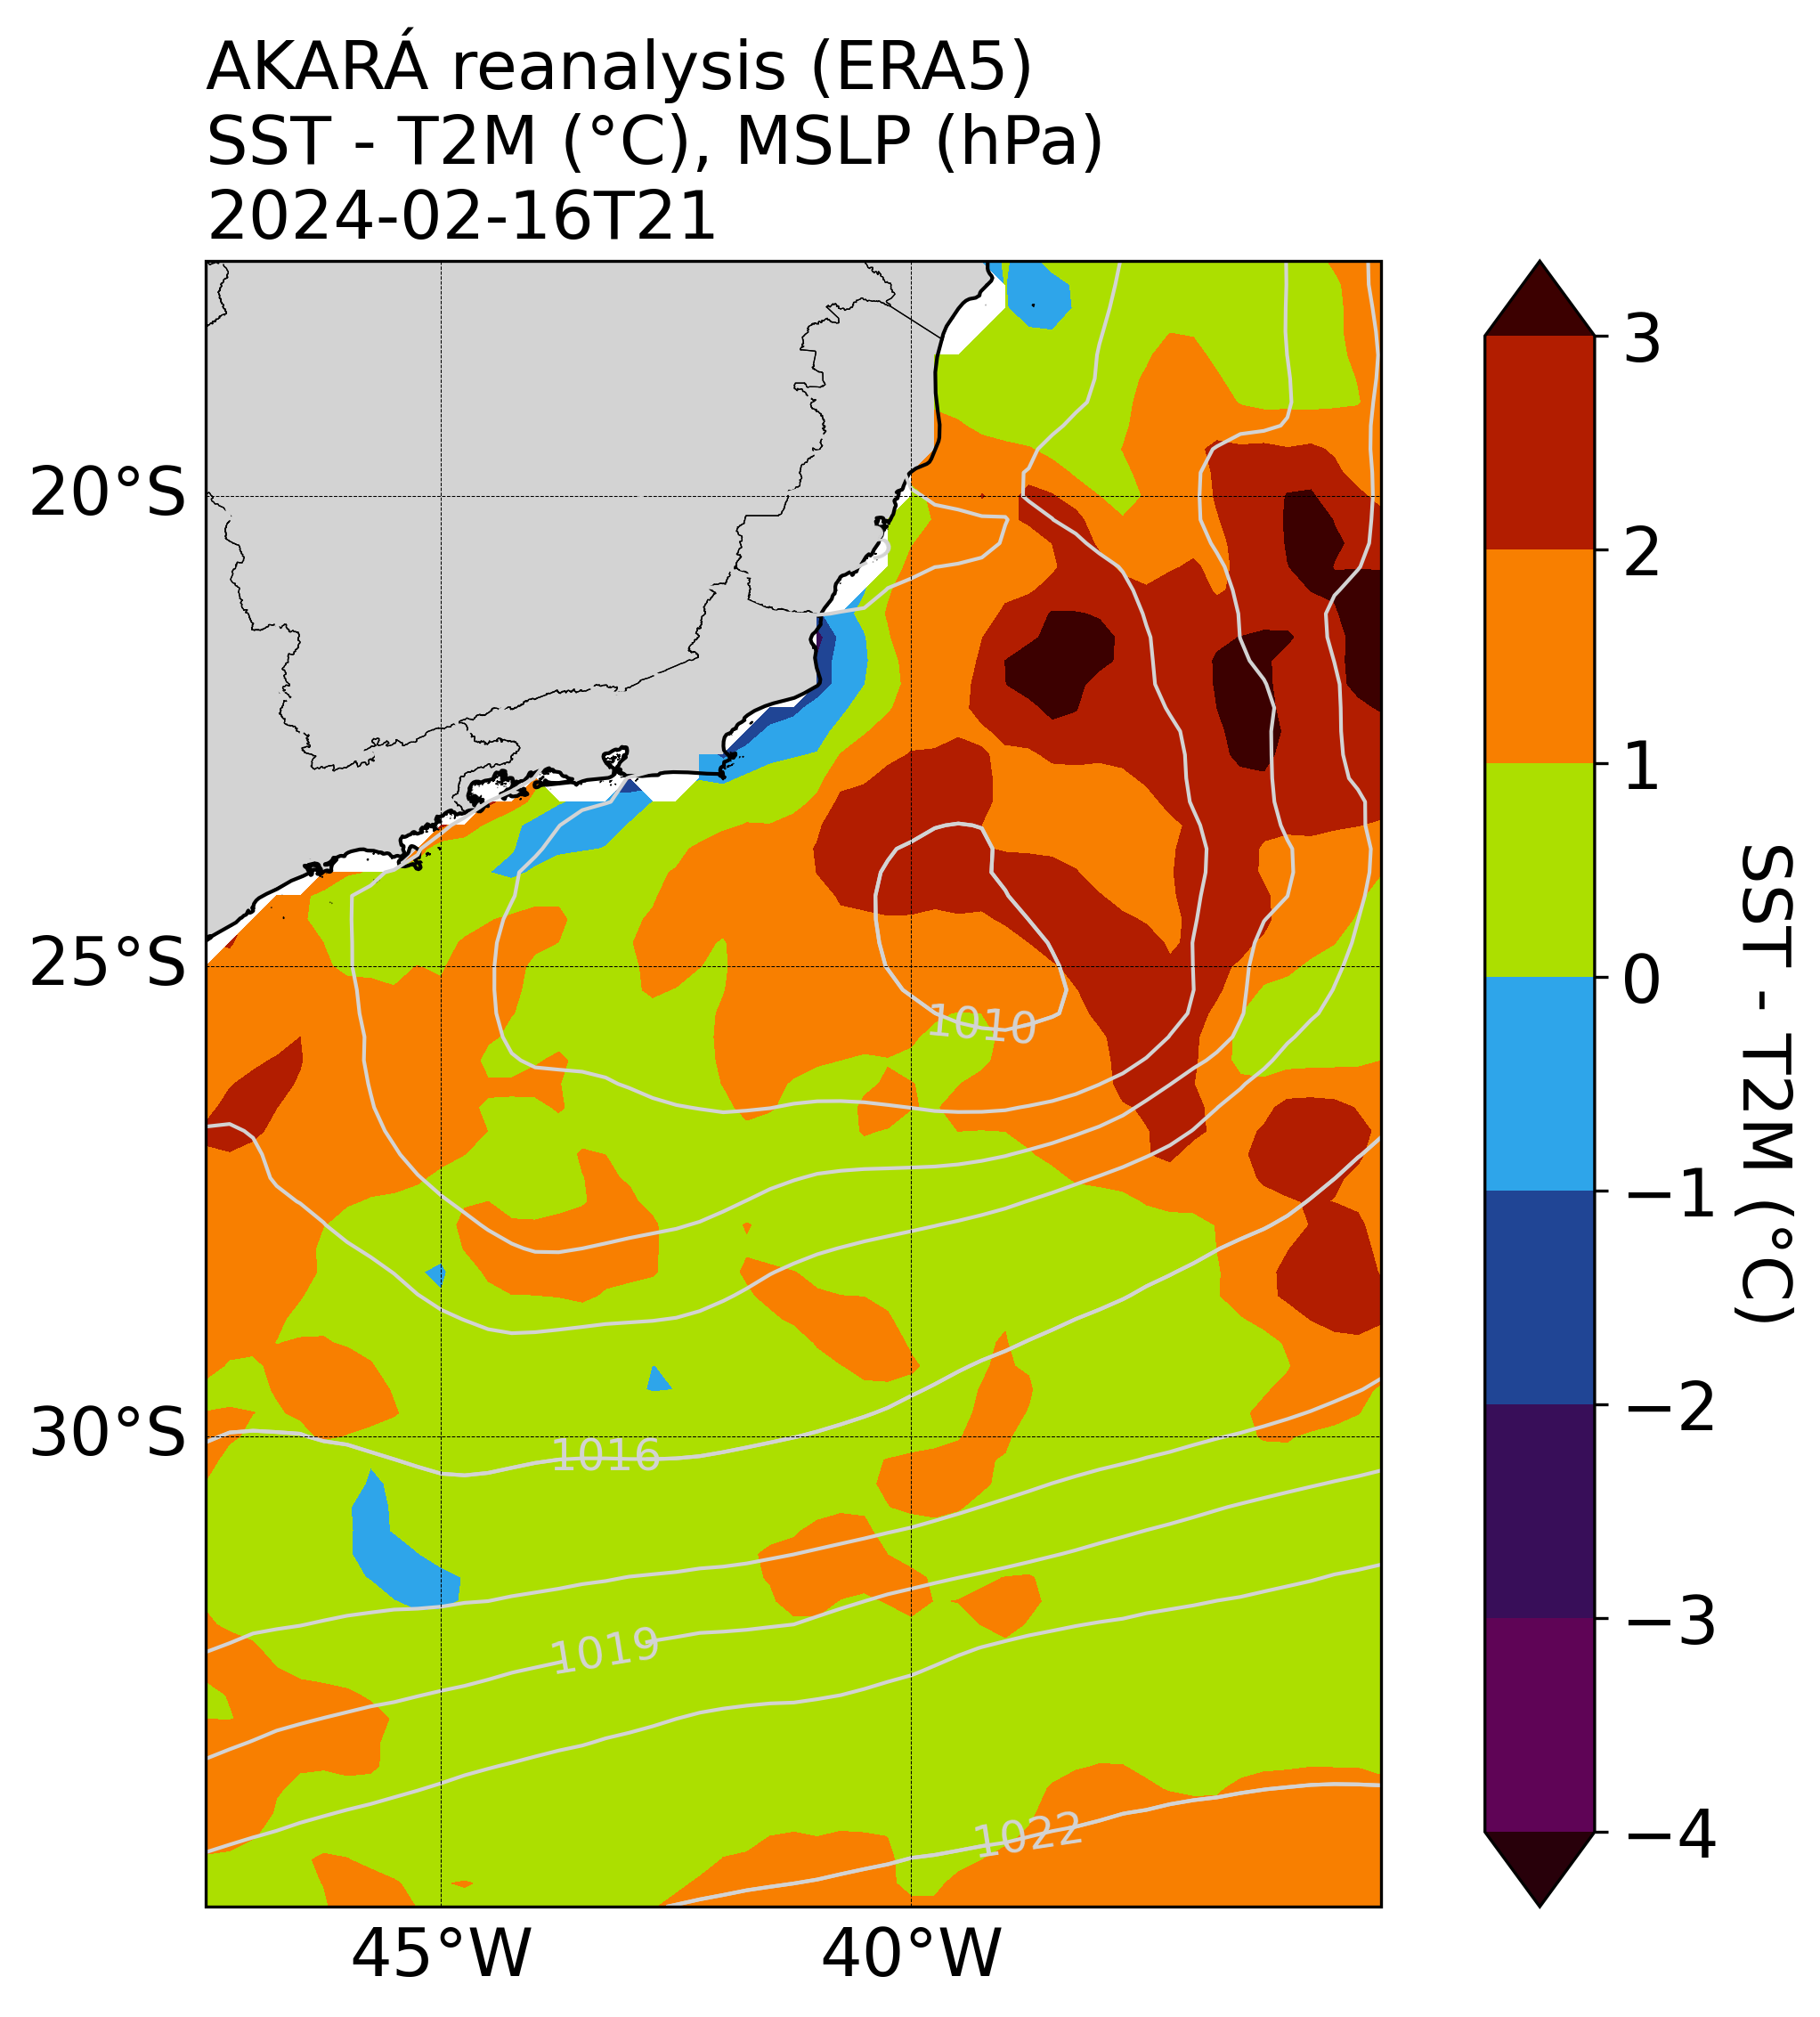 AKARÁ reanalysis (ERA5)
SST - T2M (°C), MSLP (hPa)
2024-02-16T21
20°S
25°S
30°S
45°W
40°W
1010
1016
1019
1022
3
2
1
0
−1
−2
−3
−4
SST - T2M (°C)